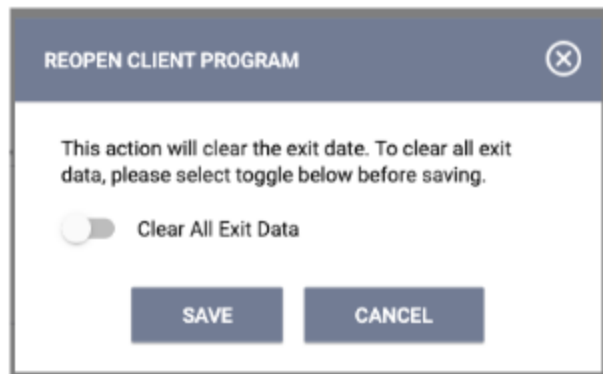 REOPEN CLIENT PROGRAM
This action will clear the exit date. To clear all exit
data, please select toggle below before saving.
Clear All Exit Data
SAVE
CANCEL